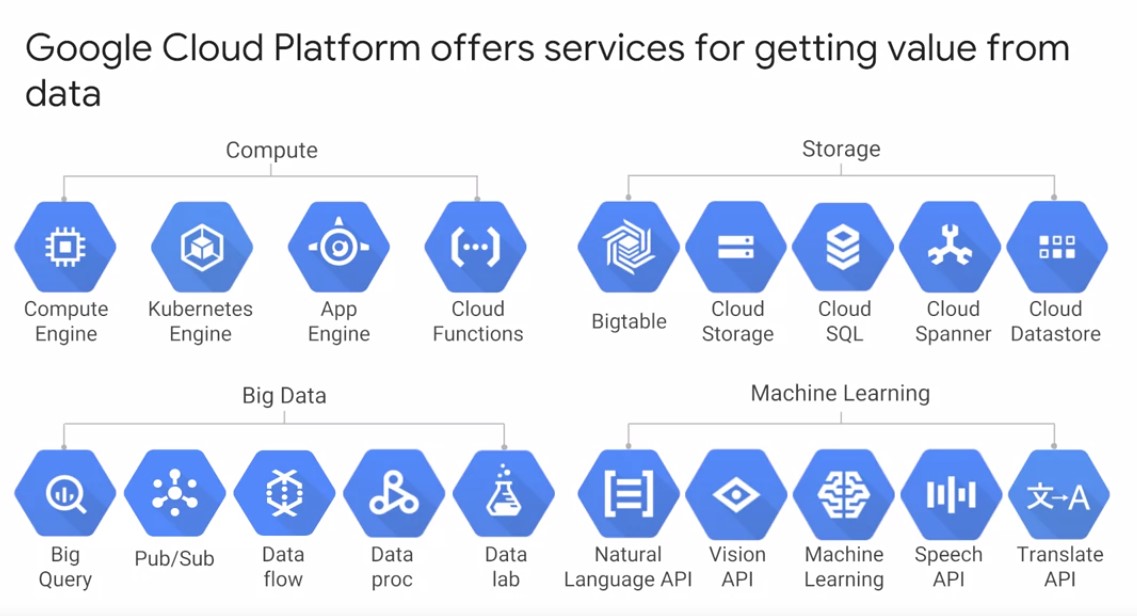 Google Cloud Platform offers services for getting value from
data
Compute
Storage
Compute
Engine
Kubernetes
Engine
App
Engine
Cloud
Functions
Bigtable
Cloud
Storage
Cloud
SQL
Cloud
Spanner
Cloud
Datastore
Big Data
Machine Learning
Big
Query
Pub/Sub
Data
flow
Data
proc
Data
lab
Natural
Language API
Vision
API
Machine
Learning
Speech
API
文→A
Translate
API